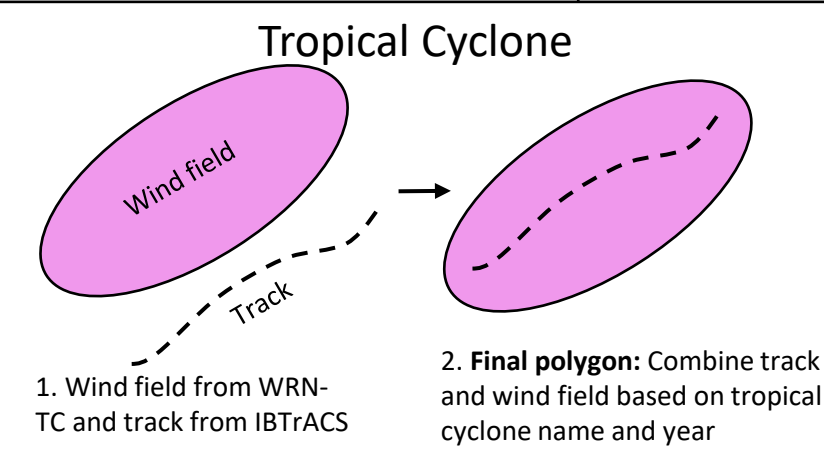 Tropical Cyclone
Wind field
Track
1. Wind field from WRN-
TC and track from IBTrACS
2. Final polygon: Combine track
and wind field based on tropical
cyclone name and year